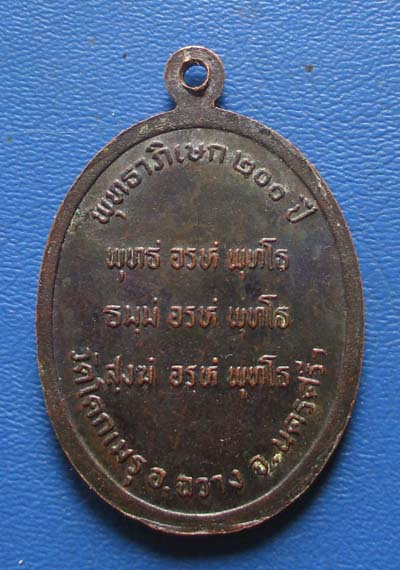 พุทธาภิเษก ๒๐๐ ปี
พุทธํ อรหํ พุทโธ
ธมฺมํ อรหํ พุทโธ
สงฺฆํ อรหํ พุทโธ
วัดโคกเมรุ อ. ฉวาง จ. นครศรีฯ